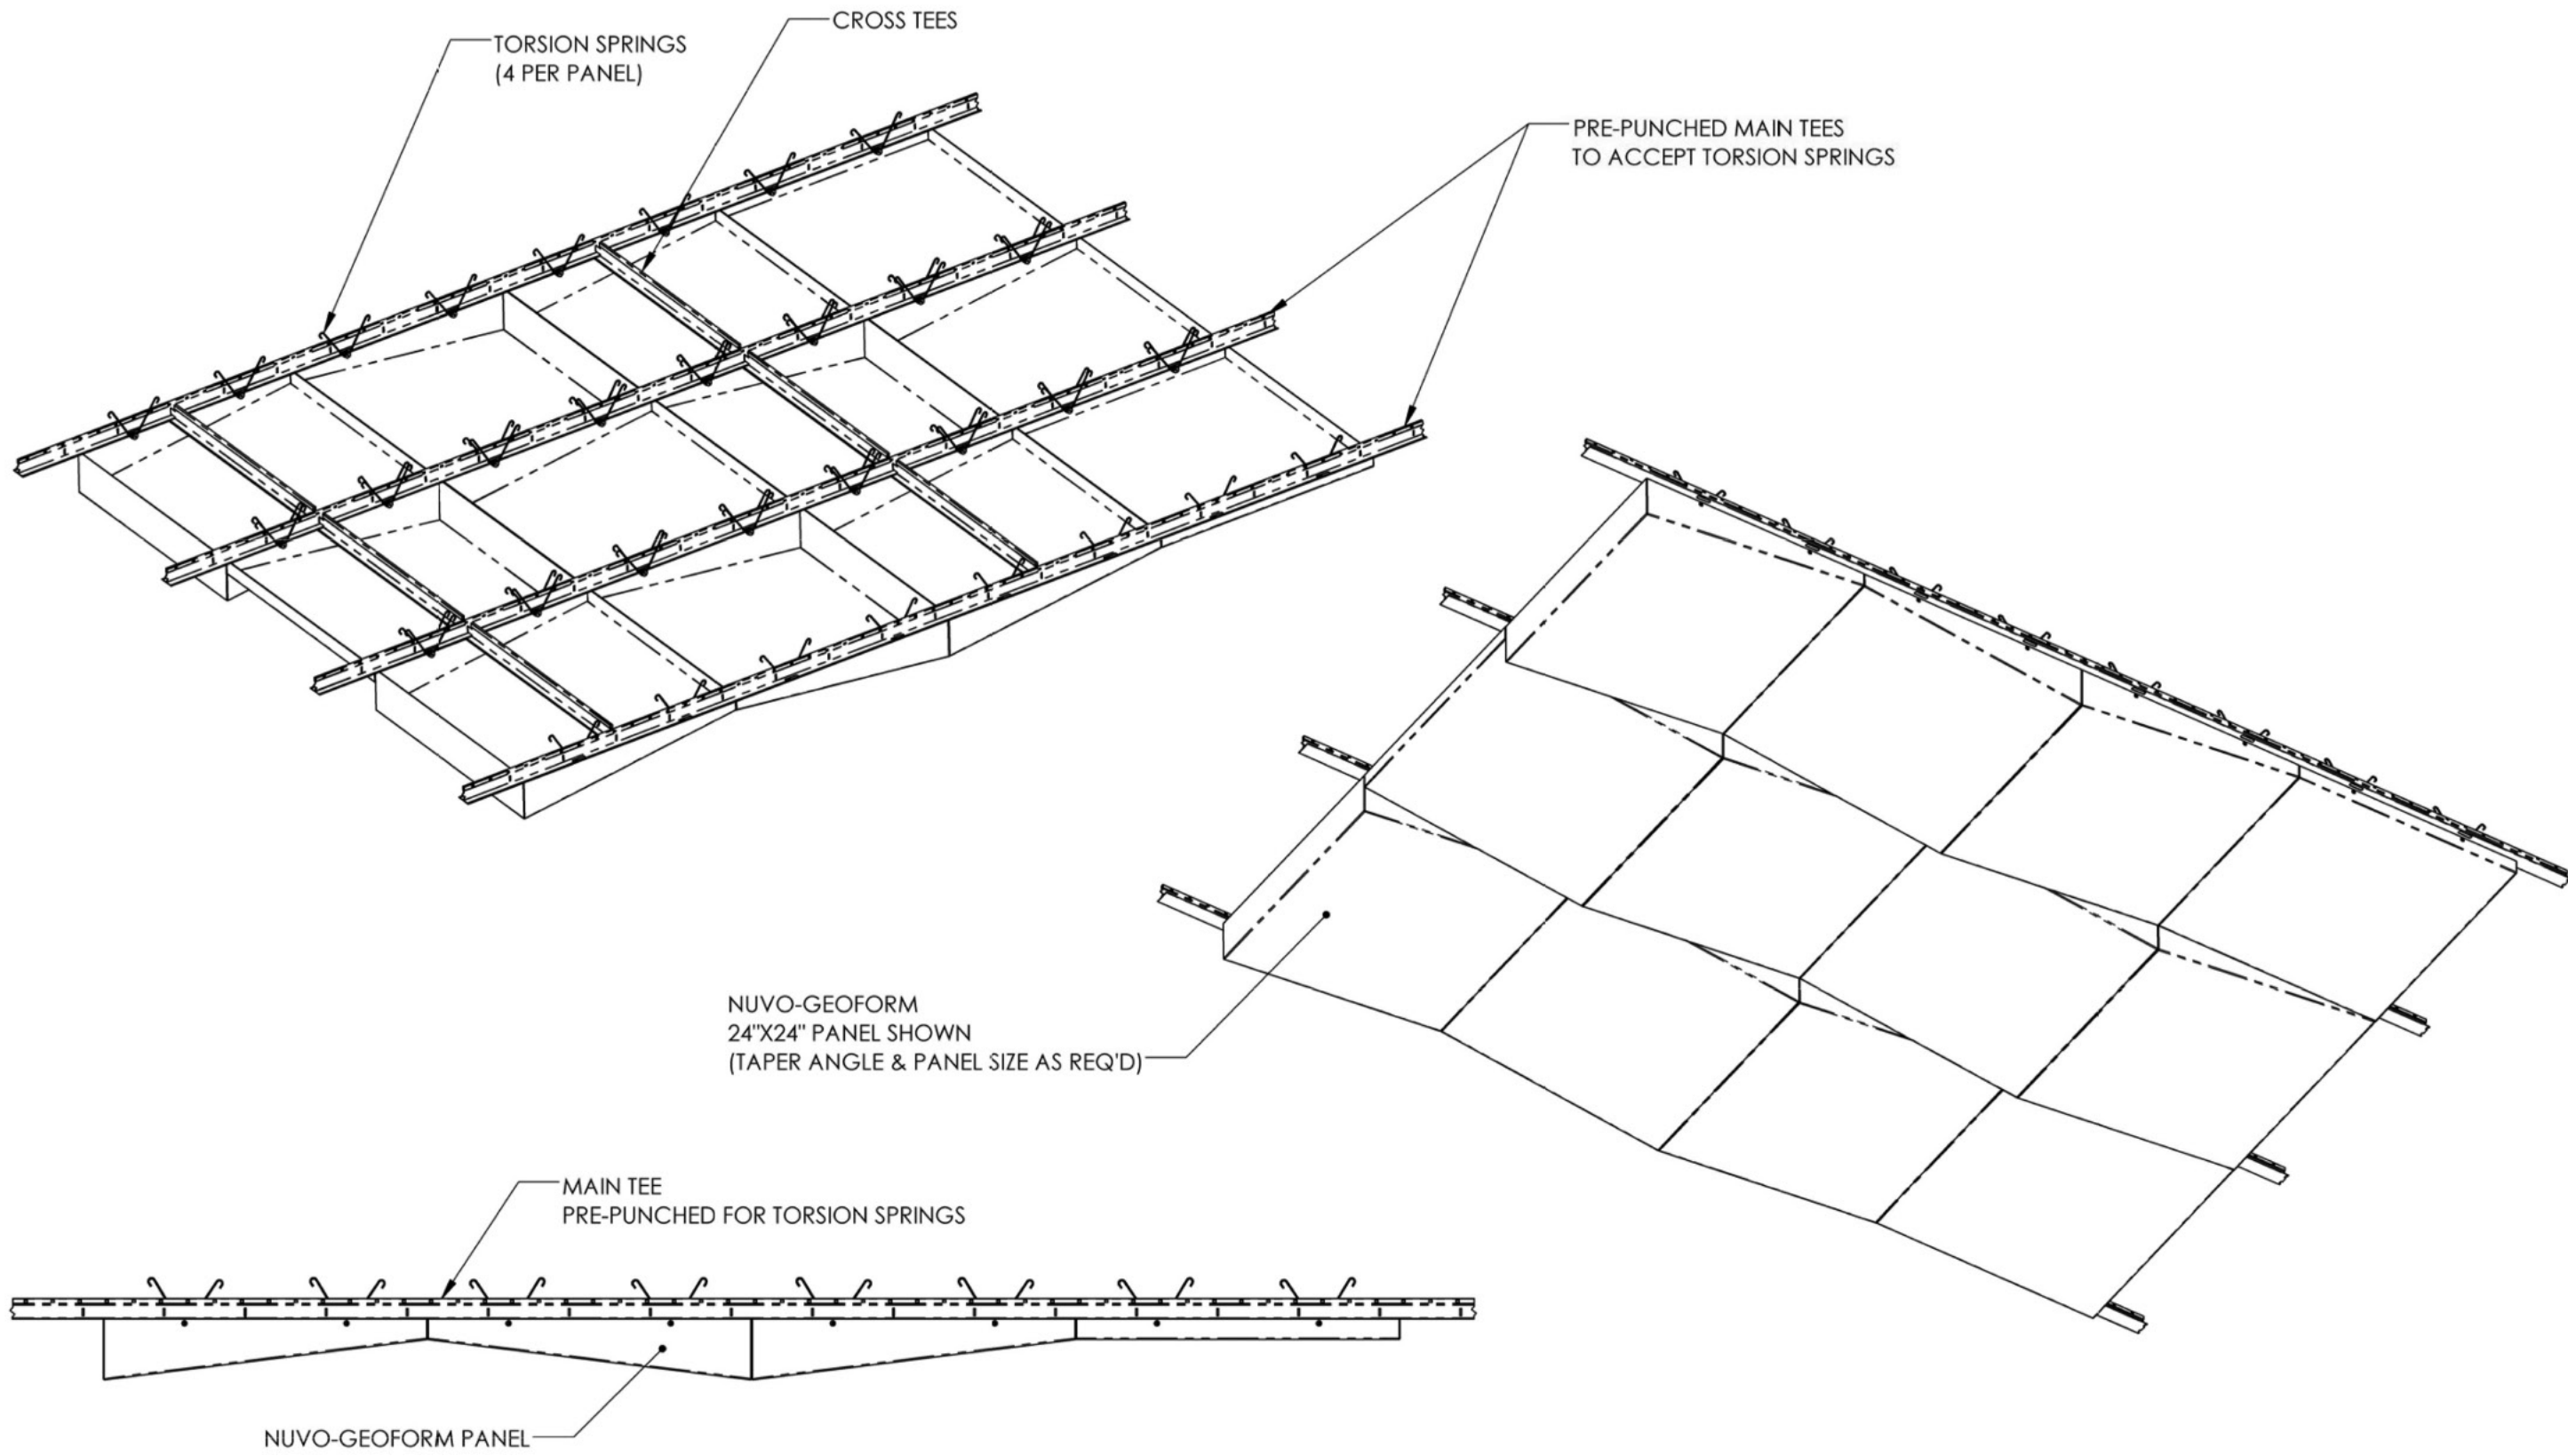 TORSION SPRINGS
(4 PER PANEL)
CROSS TEES
PRE-PUNCHED MAIN TEES
TO ACCEPT TORSION SPRINGS
NUVO-GEOFORM
24"X24" PANEL SHOWN
(TAPER ANGLE & PANEL SIZE AS REQ'D)
MAIN TEE
PRE-PUNCHED FOR TORSION SPRINGS
NUVO-GEOFORM PANEL